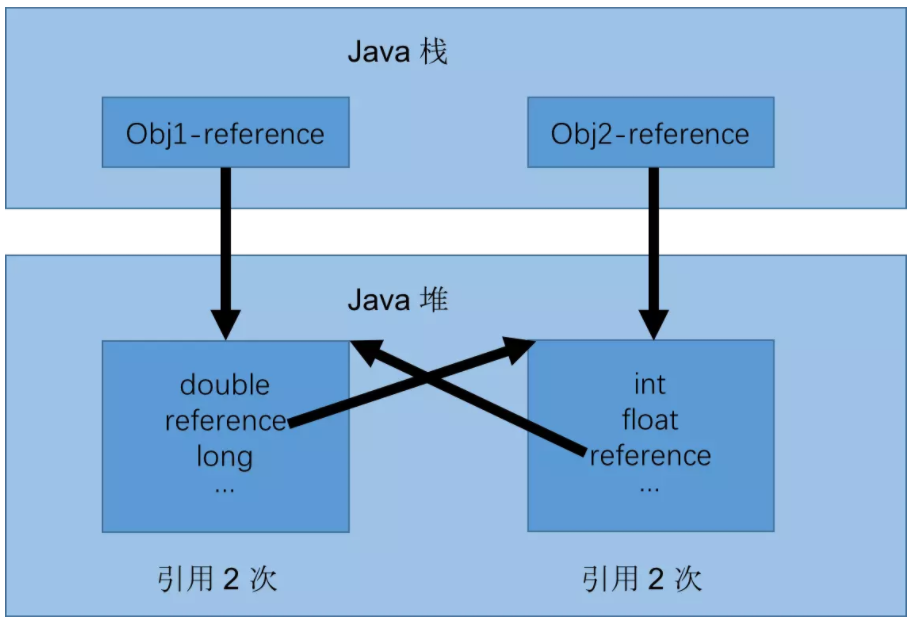 Java 栈
Obj1-reference
Obj2-reference
Java 堆
double
reference
long
...
int
float
reference
...
引用 2 次
引用 2 次